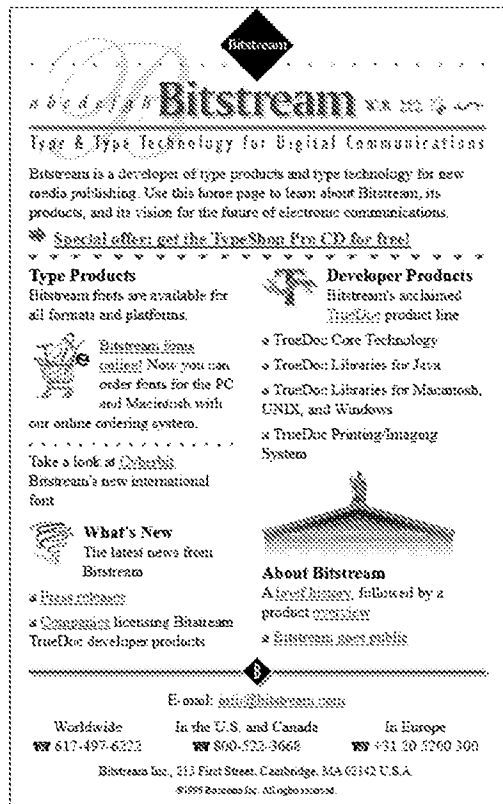 Bitstream
a b c d e f g h Bitstream
Type & Type Technology for Digital Communications
Bitstream is a developer of type products and type technology for new
media publishing. Use this home page to learn about Bitstream, its
products, and its vision for the future of electronic communications.
Special offer: get the TypeShop Pro CD for free!
Type Products
Bitstream fonts are available for
all formats and platforms.
Bitstream fonts
online! Now you can
order fonts for the PC
and Macintosh with
our online ordering system.
Take a look at Cyberbit
Bitstream's new international
font
What's New
The latest news from
Bitstream
Press releases
Companies licensing Bitstream
TrueDoc developer products
Developer Products
Bitstream's acclaimed
TrueDoc product line
TrueDoc Core Technology
TrueDoc Libraries for Java
TrueDoc Libraries for Macintosh,
UNIX, and Windows
TrueDoc Printing/Imaging
System
About Bitstream
A brief history, followed by a
product overview
Bitstream goes public
B
E-mail: info@bitstream.com
Worldwide In the U.S. and Canada In Europe
☎ 617-497-6222 ☎ 800-522-3668 ☎ +31 20 5200 300
Bitstream Inc., 215 First Street, Cambridge, MA 02142 U.S.A.
©1996 Bitstream Inc. All rights reserved.